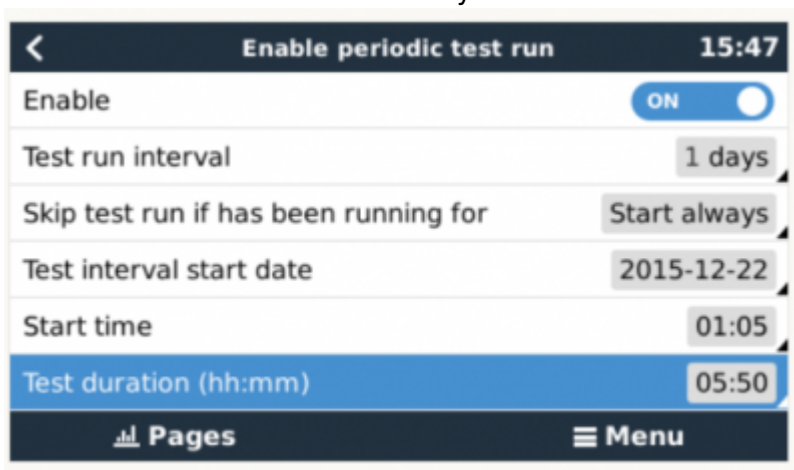 Enable periodic test run 15:47
Enable ON
Test run interval 1 days
Skip test run if has been running for Start always
Test interval start date 2015-12-22
Start time 01:05
Test duration (hh:mm) 05:50
Pages Menu